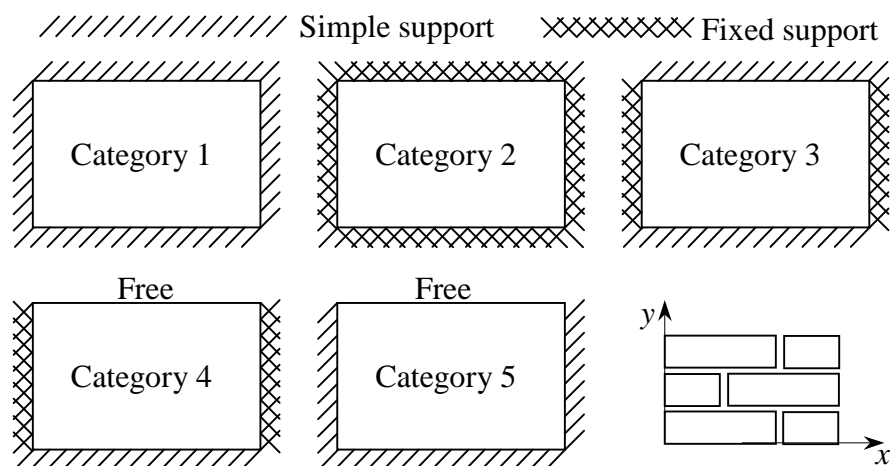 Simple support Fixed support
Category 1 Category 2 Category 3
Free Free
Category 4 Category 5
y
x